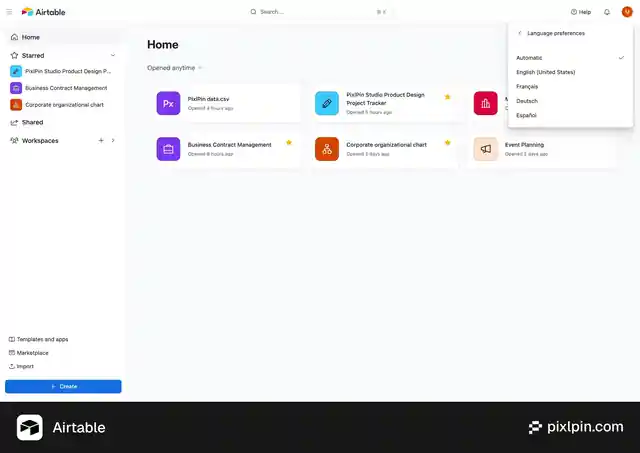 Airtable
Search...
⌘ K
Help
Home
Starred
PixlPin Studio Product Design P...
Business Contract Management
Corporate organizational chart
Shared
Workspaces
Templates and apps
Marketplace
Import
+ Create
Home
Opened anytime
Px
PixlPin data.csv
Opened 4 hours ago
PixlPin Studio Product Design
Project Tracker
Opened 5 hours ago
M
Business Contract Management
Opened 8 hours ago
Corporate organizational chart
Opened 2 days ago
Event Planning
Opened 2 days ago
Language preferences
Automatic
English (United States)
Français
Deutsch
Español
Airtable
pixlpin.com